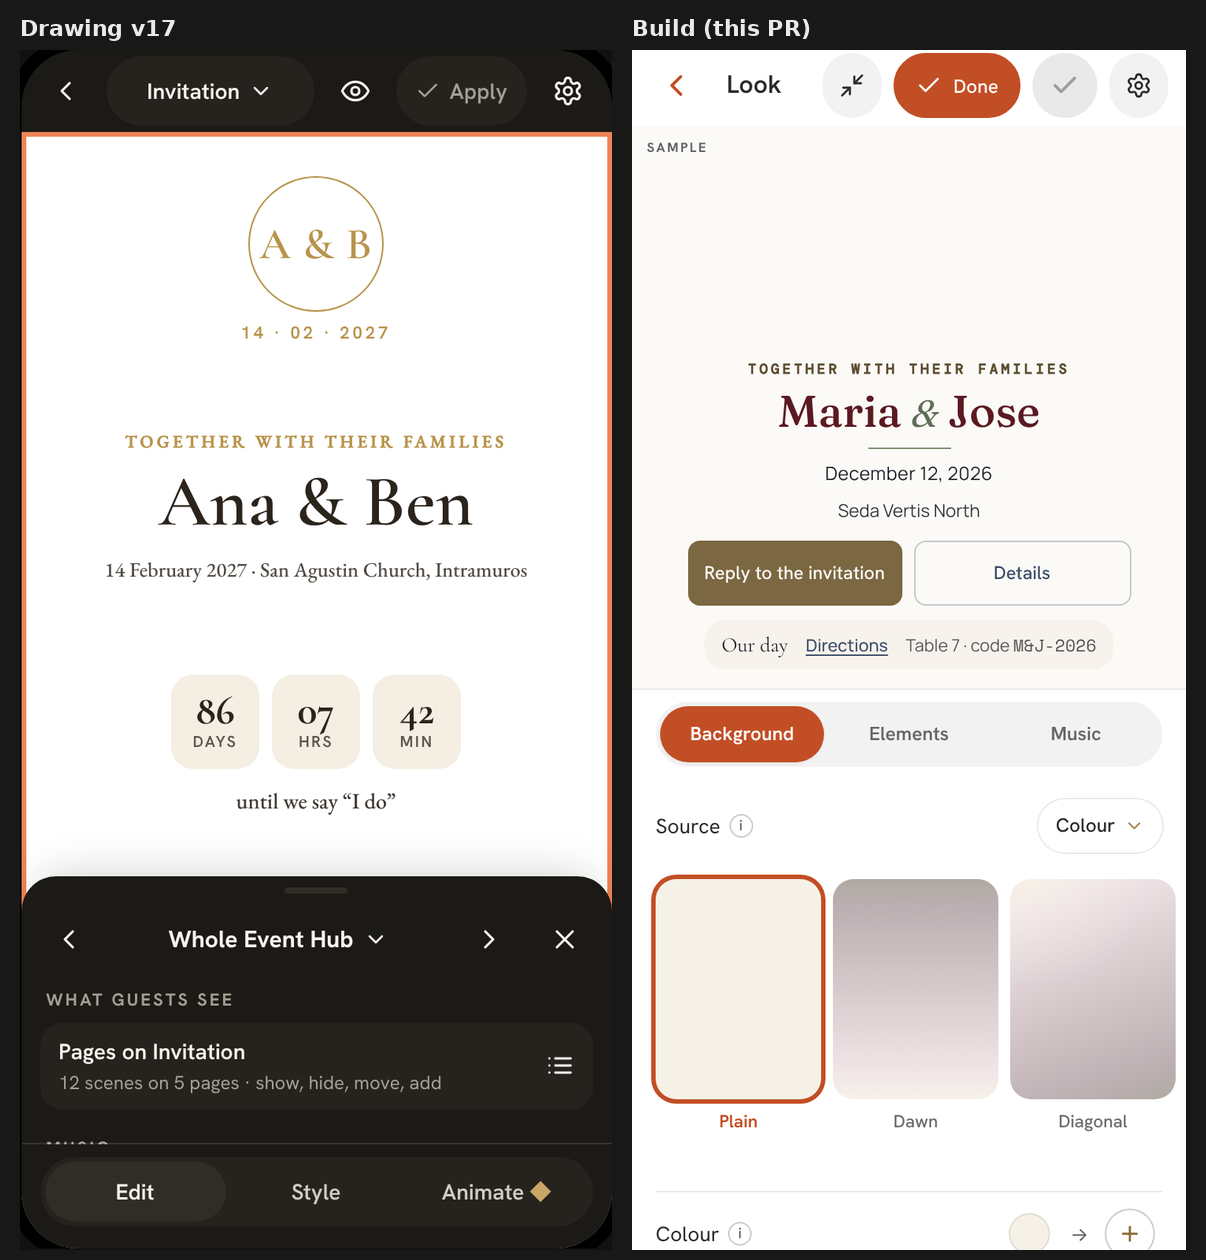 Drawing v17
Invitation
Apply
A & B
14 · 02 · 2027
TOGETHER WITH THEIR FAMILIES
Ana & Ben
14 February 2027 · San Agustin Church, Intramuros
86 07 42
DAYS HRS MIN
until we say “I do”
Whole Event Hub
WHAT GUESTS SEE
Pages on Invitation
12 scenes on 5 pages · show, hide, move, add
Edit Style Animate
Build (this PR)
Look
Done
SAMPLE
TOGETHER WITH THEIR FAMILIES
Maria & Jose
December 12, 2026
Seda Vertis North
Reply to the invitation Details
Our day Directions Table 7 · code M&J-2026
Background Elements Music
Source i Colour
Plain Dawn Diagonal
Colour i